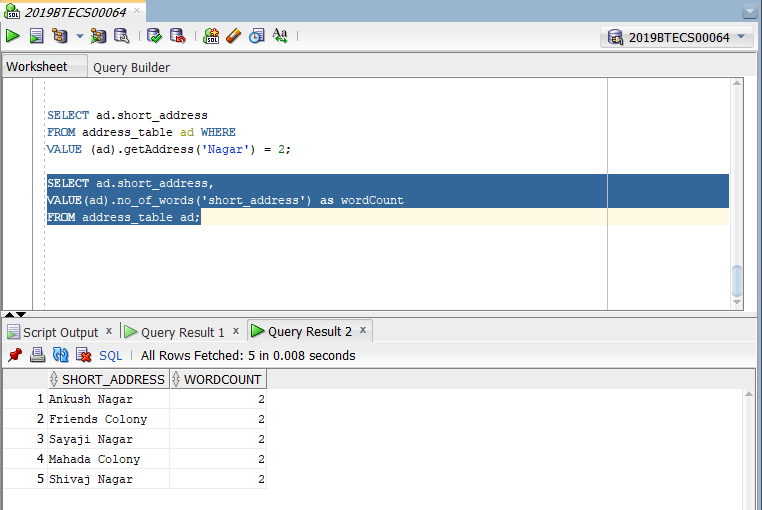 2019BTECS00064
Aa
2019BTECS00064
Worksheet Query Builder
SELECT ad.short_address
FROM address_table ad WHERE
VALUE (ad).getAddress('Nagar') = 2;
SELECT ad.short_address,
VALUE(ad).no_of_words('short_address') as wordCount
FROM address_table ad;
Script Output x Query Result 1 x Query Result 2 x
SQL | All Rows Fetched: 5 in 0.008 seconds
SHORT_ADDRESS WORDCOUNT
1 Ankush Nagar 2
2 Friends Colony 2
3 Sayaji Nagar 2
4 Mahada Colony 2
5 Shivaj Nagar 2